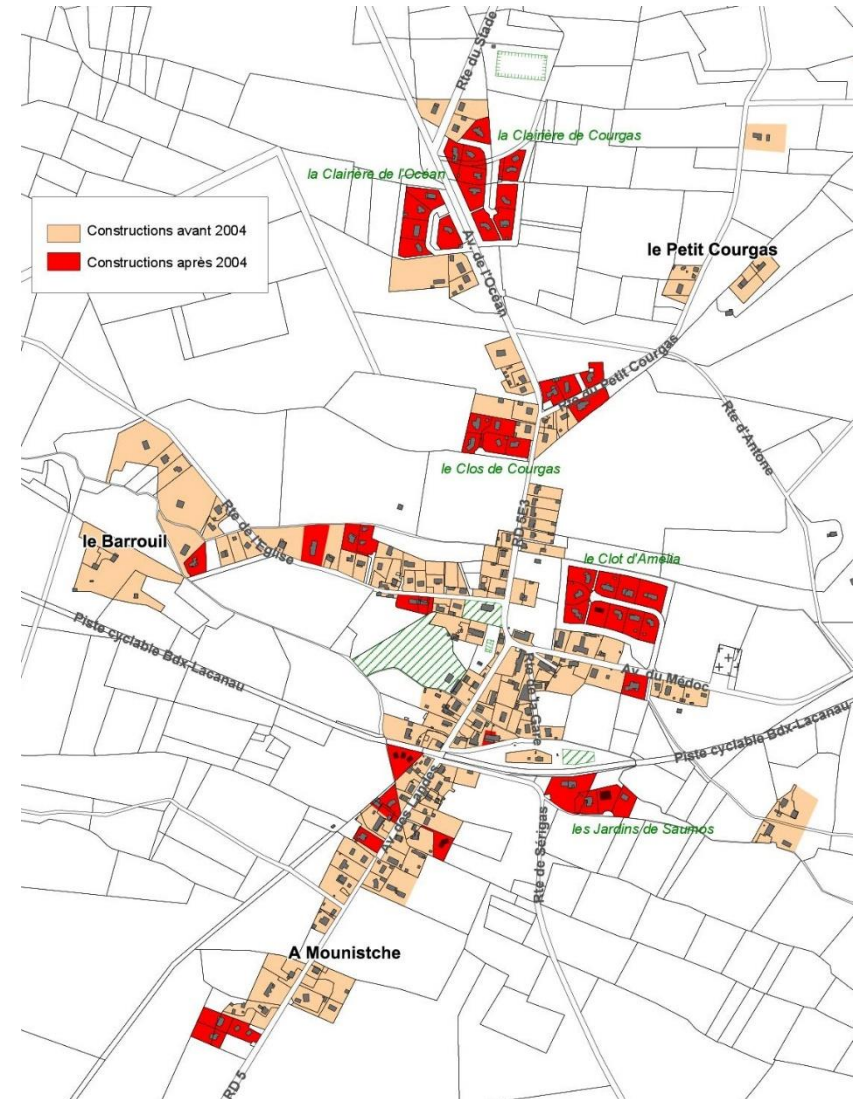 Rte du Stade
la Clairière de Courgas
la Clairière de l'Océan
Constructions avant 2004
Constructions après 2004
Av. de l'Océan
le Petit Courgas
Rte du Petit Courgas
Rte d'Antone
le Clos de Courgas
RD 5E3
Rte de l'Eglise
le Barrouil
le Clot d'Amélia
Piste cyclable Bdx-Lacanau
Av. du Médoc
Rte de la Gare
Piste cyclable Bdx-Lacanau
Av. des Landes
les Jardins de Saumos
Rte de Sérigas
A Mounistche
RD 5